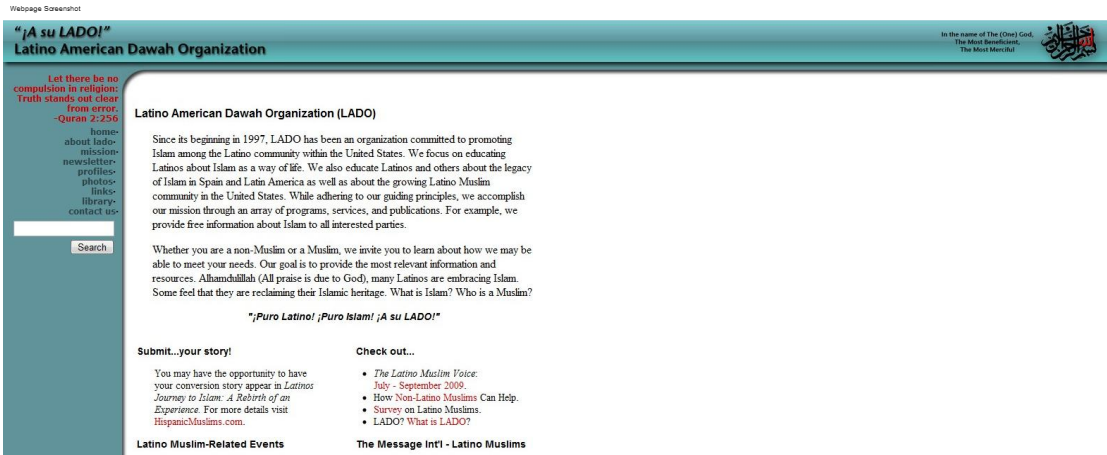 Webpage Screenshot
"¡A su LADO!"
Latino American Dawah Organization
In the name of The (One) God,
The Most Beneficient,
The Most Merciful
Let there be no
compulsion in religion:
Truth stands out clear
from error.
-Quran 2:256
home·
about lado·
mission·
newsletter·
profiles·
photos·
links·
library·
contact us·
Search
Latino American Dawah Organization (LADO)
Since its beginning in 1997, LADO has been an organization committed to promoting
Islam among the Latino community within the United States. We focus on educating
Latinos about Islam as a way of life. We also educate Latinos and others about the legacy
of Islam in Spain and Latin America as well as about the growing Latino Muslim
community in the United States. While adhering to our guiding principles, we accomplish
our mission through an array of programs, services, and publications. For example, we
provide free information about Islam to all interested parties.
Whether you are a non-Muslim or a Muslim, we invite you to learn about how we may be
able to meet your needs. Our goal is to provide the most relevant information and
resources. Alhamdulillah (All praise is due to God), many Latinos are embracing Islam.
Some feel that they are reclaiming their Islamic heritage. What is Islam? Who is a Muslim?
"¡Puro Latino! ¡Puro Islam! ¡A su LADO!"
Submit...your story!
You may have the opportunity to have
your conversion story appear in Latinos
Journey to Islam: A Rebirth of an
Experience. For more details visit
HispanicMuslims.com.
Check out...
• The Latino Muslim Voice:
July - September 2009.
• How Non-Latino Muslims Can Help.
• Survey on Latino Muslims.
• LADO? What is LADO?
Latino Muslim-Related Events
The Message Int'l - Latino Muslims